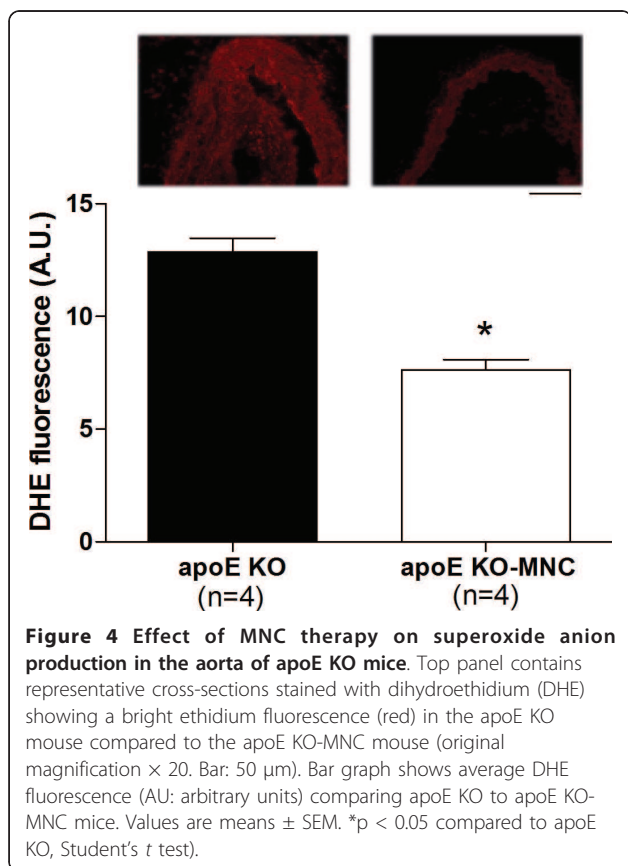 15
10
5
0
DHE fluorescence (A.U.)
*
apoE KO
(n=4)
apoE KO-MNC
(n=4)
Figure 4 Effect of MNC therapy on superoxide anion
production in the aorta of apoE KO mice. Top panel contains
representative cross-sections stained with dihydroethidium (DHE)
showing a bright ethidium fluorescence (red) in the apoE KO
mouse compared to the apoE KO-MNC mouse (original
magnification × 20. Bar: 50 μm). Bar graph shows average DHE
fluorescence (AU: arbitrary units) comparing apoE KO to apoE KO-
MNC mice. Values are means ± SEM. *p < 0.05 compared to apoE
KO, Student's t test).